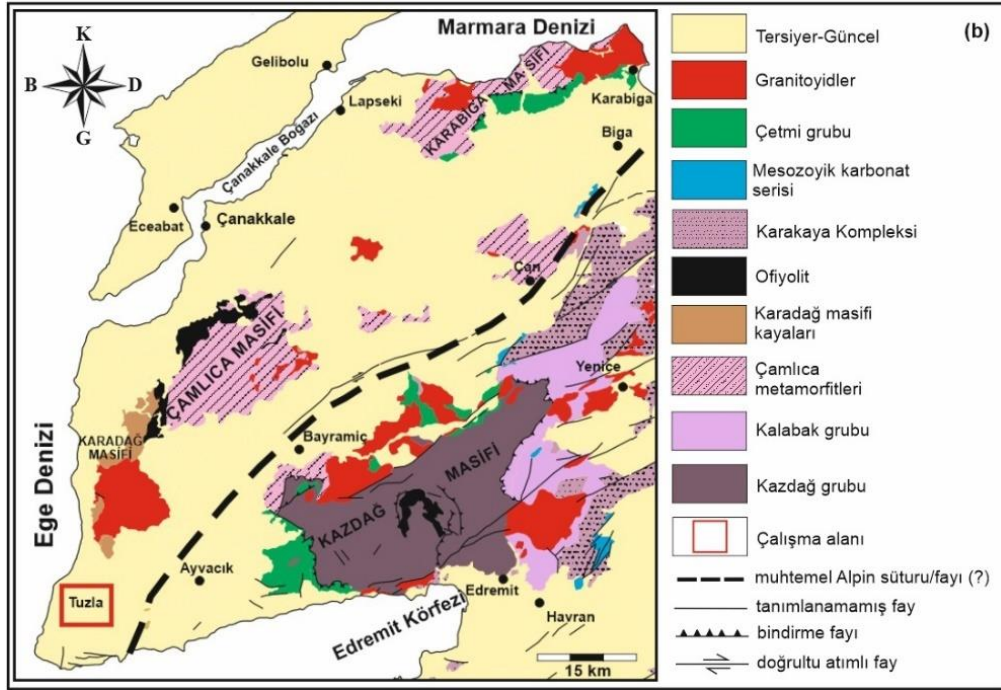 (b)
K
B D
G
Marmara Denizi
Gelibolu
Lapseki
Çanakkale Boğazı
KARABİGA MASİFİ
Karabiga
Biga
Eceabat
Çanakkale
Çan
ÇAMLICA MASİFİ
Yenice
KARADAĞ
MASİFİ
Bayramiç
KAZDAĞ MASİFİ
Ege Denizi
Ayvacık
Tuzla
Edremit
Havran
Edremit Körfezi
15 km
Tersiyer-Güncel
Granitoyidler
Çetmi grubu
Mesozoyik karbonat
serisi
Karakaya Kompleksi
Ofiyolit
Karadağ masifi
kayaları
Çamlıca
metamorfitleri
Kalabak grubu
Kazdağ grubu
Çalışma alanı
muhtemel Alpin süturu/fayı (?)
tanımlanamamış fay
bindirme fayı
doğrultu atımlı fay